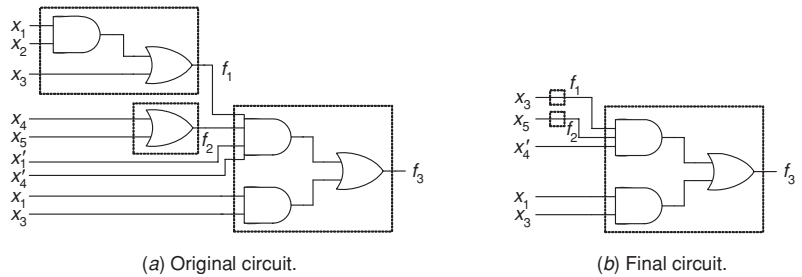 x1
x2
x3
f1
x4
x5
f2
x1′
x4′
x1
x3
f3
(a) Original circuit.
x3
f1
x5
f2
x4′
x1
x3
f3
(b) Final circuit.